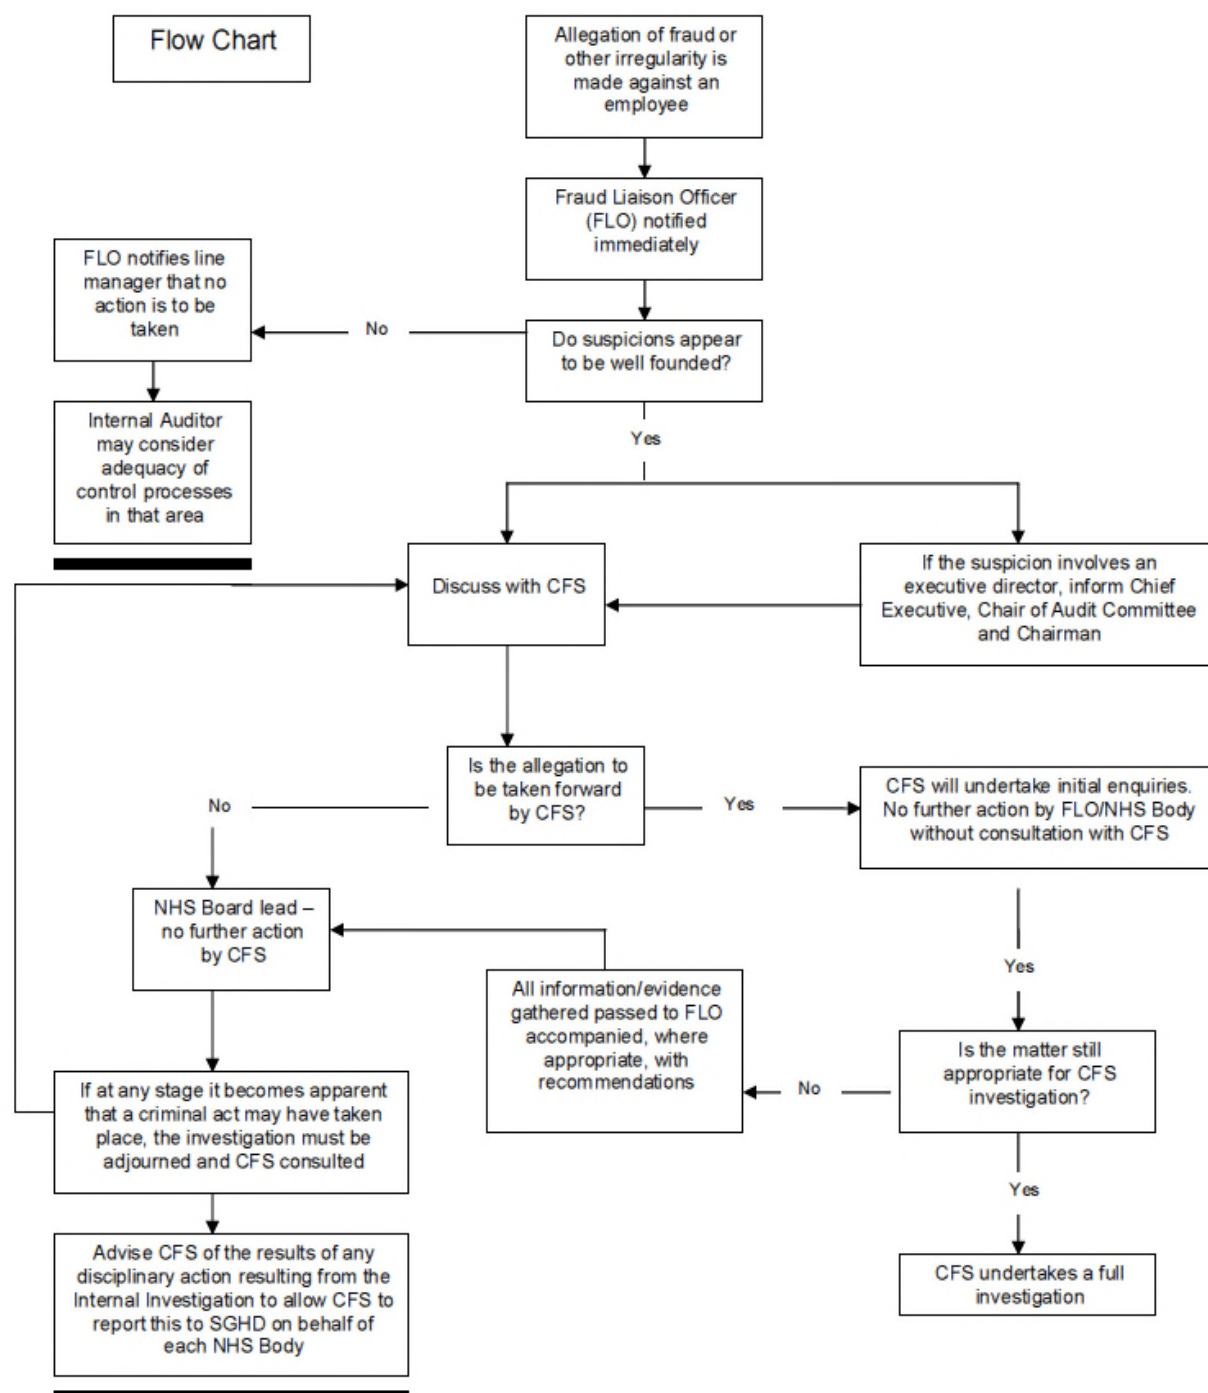 Flow Chart
Allegation of fraud or
other irregularity is
made against an
employee
Fraud Liaison Officer
(FLO) notified
immediately
FLO notifies line
manager that no
action is to be
taken
No
Do suspicions appear
to be well founded?
Internal Auditor
may consider
adequacy of
control processes
in that area
Yes
Discuss with CFS
If the suspicion involves an
executive director, inform Chief
Executive, Chair of Audit Committee
and Chairman
Is the allegation to
be taken forward
by CFS?
No
Yes
CFS will undertake initial enquiries.
No further action by FLO/NHS Body
without consultation with CFS
NHS Board lead –
no further action
by CFS
Yes
All information/evidence
gathered passed to FLO
accompanied, where
appropriate, with
recommendations
No
Is the matter still
appropriate for CFS
investigation?
If at any stage it becomes apparent
that a criminal act may have taken
place, the investigation must be
adjourned and CFS consulted
Yes
Advise CFS of the results of any
disciplinary action resulting from the
Internal Investigation to allow CFS to
report this to SGHD on behalf of
each NHS Body
CFS undertakes a full
investigation